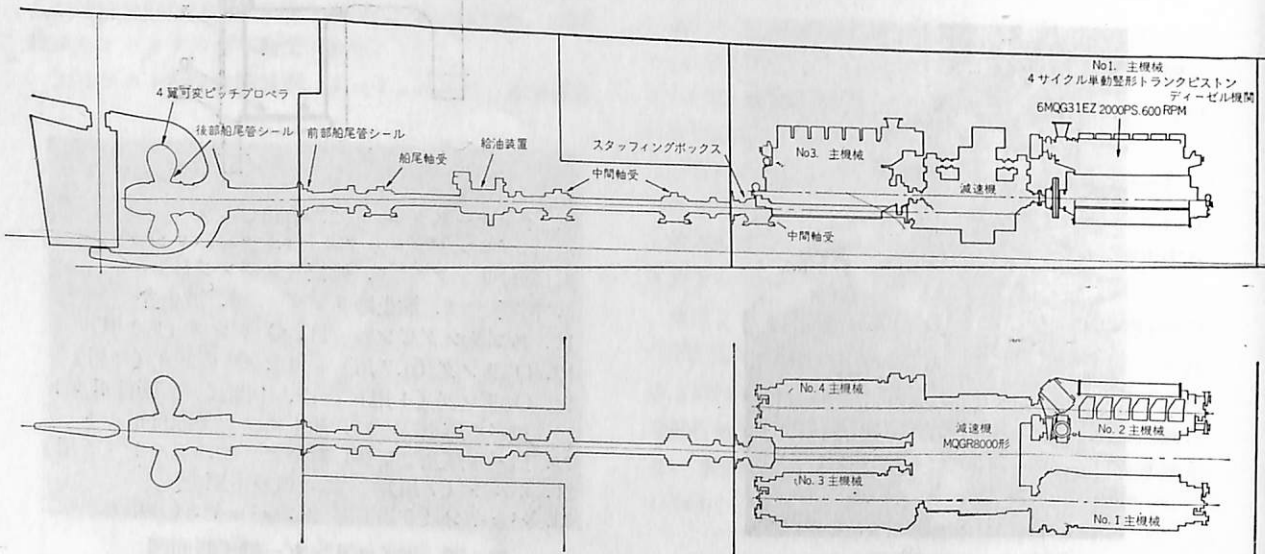 No1. 主機械
4サイクル単動竪形トランクピストン
ディーゼル機関
6MQG31EZ 2000PS.600RPM
4翼可変ピッチプロペラ
後部船尾管シール
前部船尾管シール
船尾軸受
給油装置
中間軸受
スタッフィングボックス
No3. 主機械
減速機
中間軸受
No.4 主機械
減速機
MQGR8000形
No.2 主機械
No.3 主機械
No.1 主機械